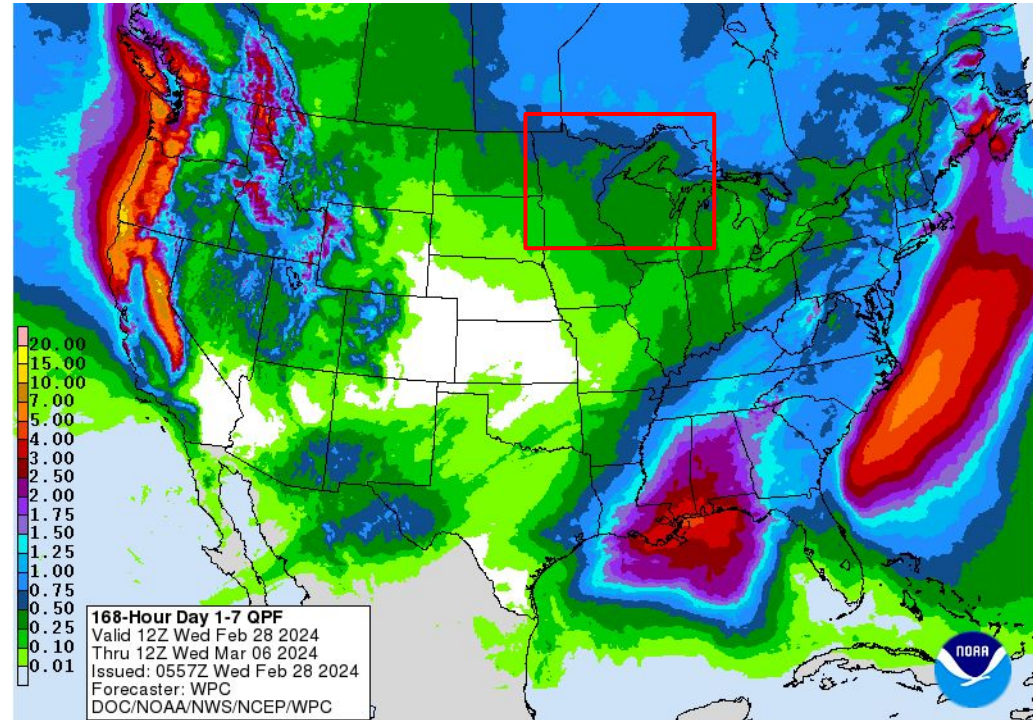 20.00
15.00
10.00
7.00
5.00
4.00
3.00
2.50
2.00
1.75
1.50
1.25
1.00
0.75
0.50
0.25
0.10
0.01
168-Hour Day 1-7 QPF
Valid 12Z Wed Feb 28 2024
Thru 12Z Wed Mar 06 2024
Issued: 0557Z Wed Feb 28 2024
Forecaster: WPC
DOC/NOAA/NWS/NCEP/WPC
NOAA